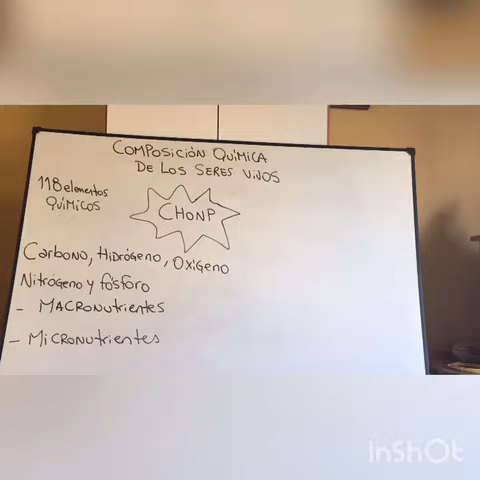 COMPOSICIÓN QUÍMICA
DE LOS SERES VIVOS
118 elementos
QUÍMICOS
CHONP
Carbono, HiDRÓGeno, OxíGeno
Nitrógeno y fósforo
- MACRONUtrientes
- MiCRONUtrientes
InShOt